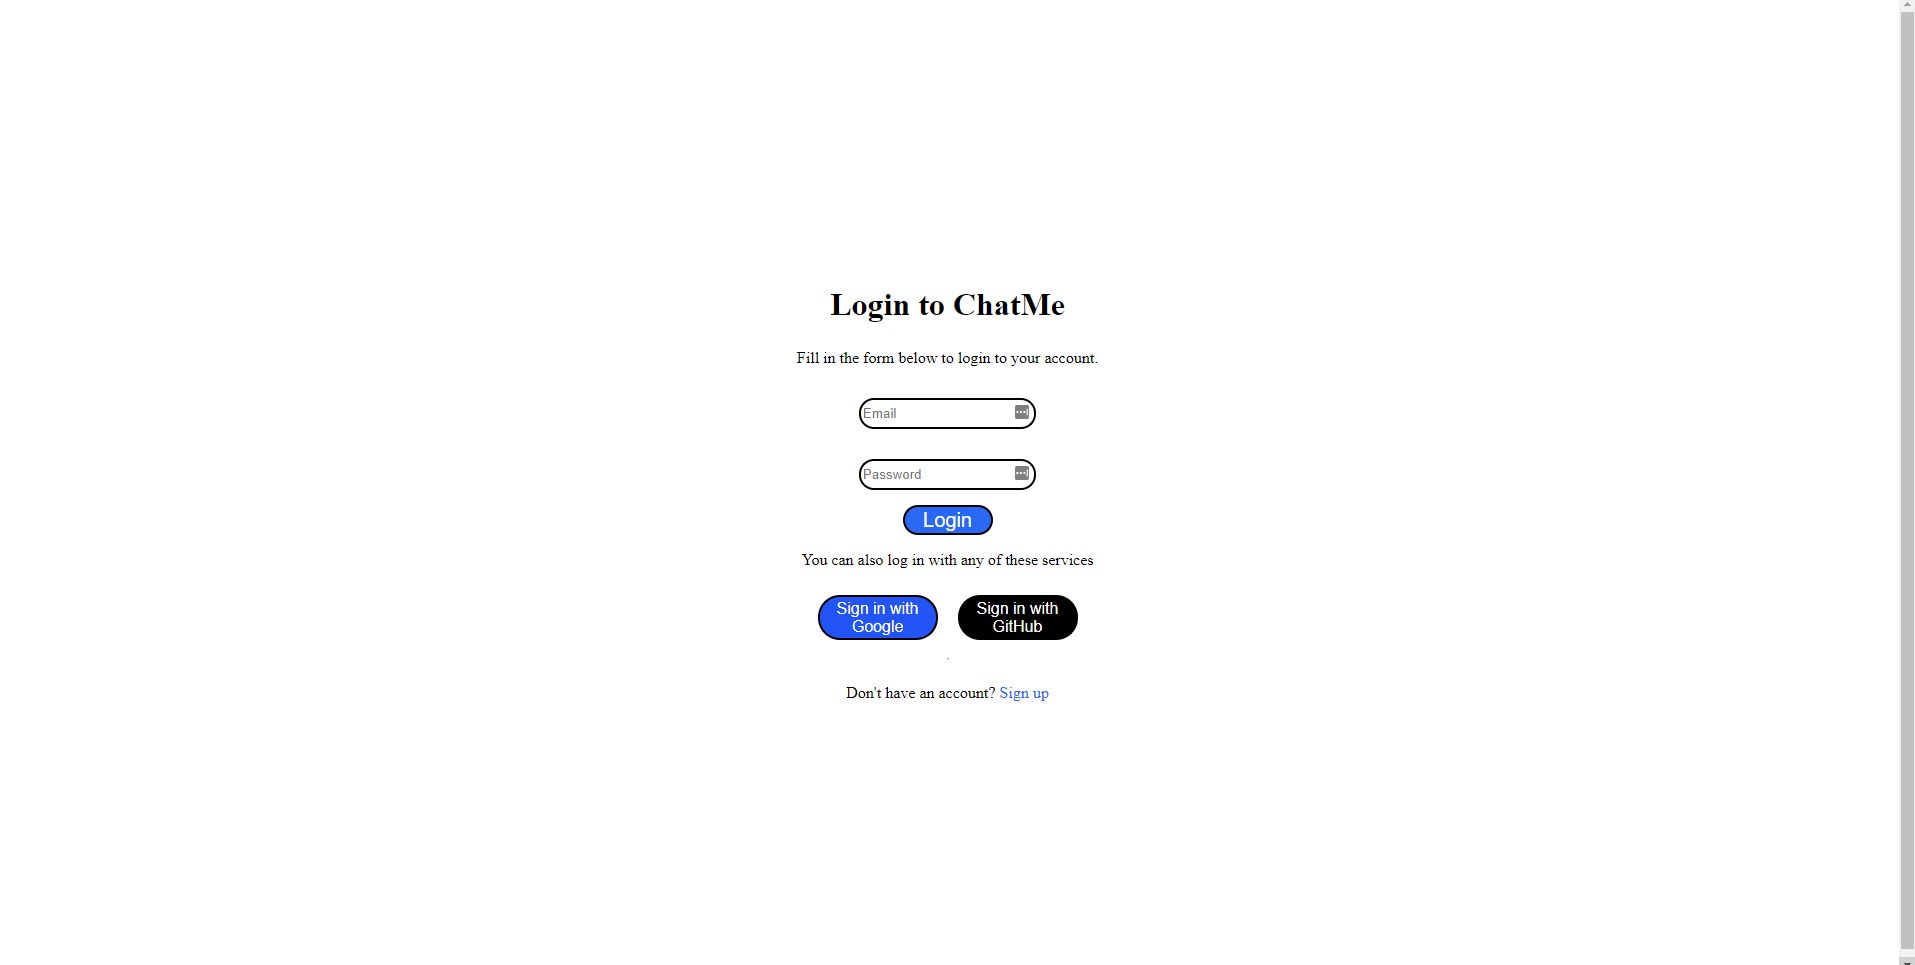 Login to ChatMe
Fill in the form below to login to your account.
Email
Password
Login
You can also log in with any of these services
Sign in with
Google
Sign in with
GitHub
Don't have an account? Sign up